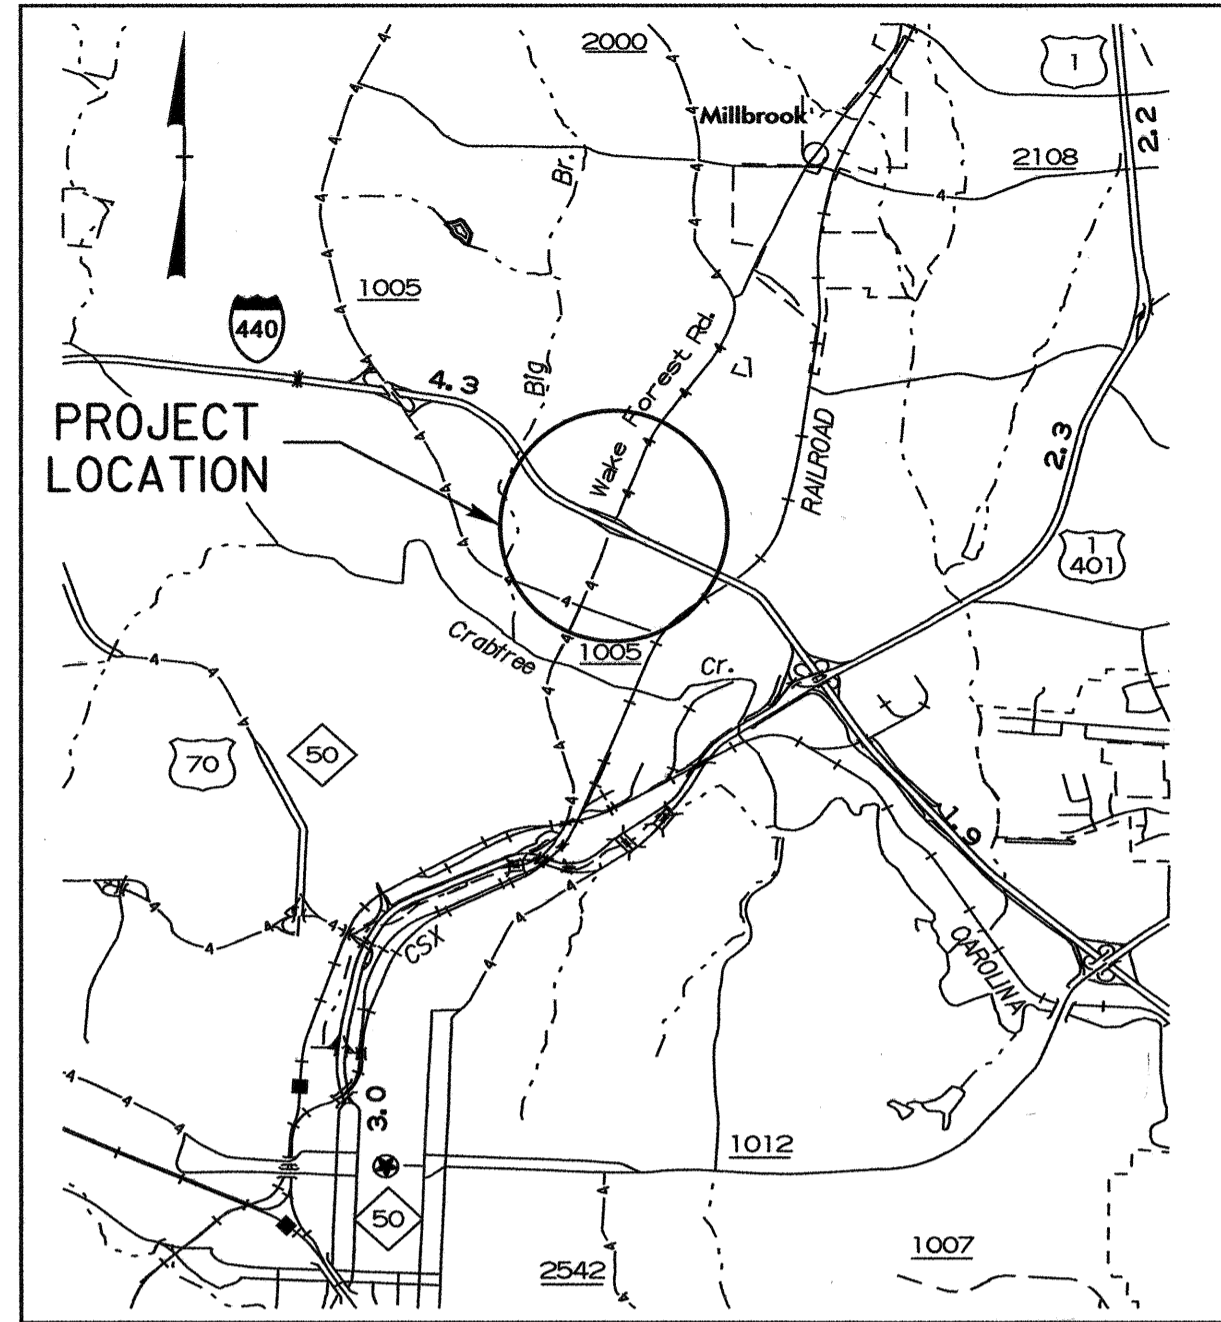 2000
1
Millbrook
2.2
2108
Br.
1005
440
4.3
Big
Wake Forest Rd.
PROJECT
LOCATION
RAILROAD
2.3
1
401
Crabtree
1005
Cr.
70
50
1.9
CSX
CAROLINA
3.0
1012
50
1007
2542
4